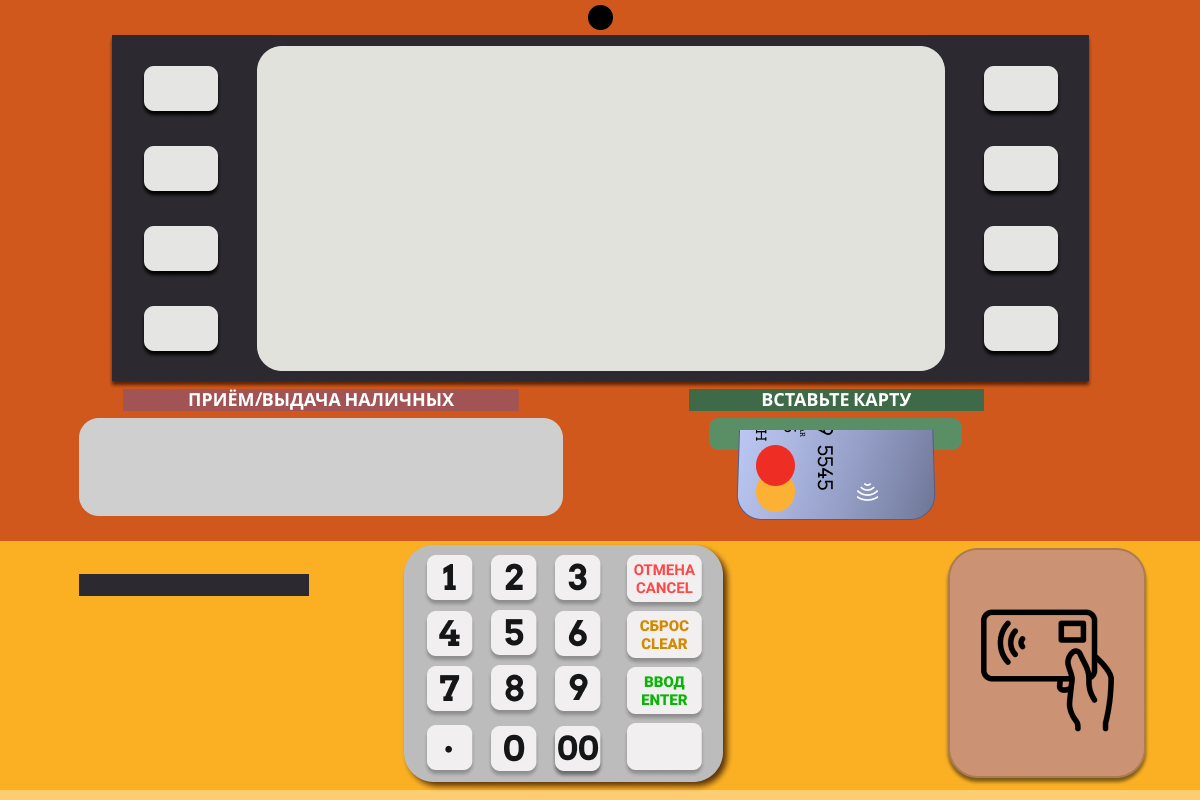 ПРИЁМ/ВЫДАЧА НАЛИЧНЫХ
ВСТАВЬТЕ КАРТУ
5545
1 2 3 ОТМЕНА
CANCEL
4 5 6 СБРОС
CLEAR
7 8 9 ВВОД
ENTER
. 0 00